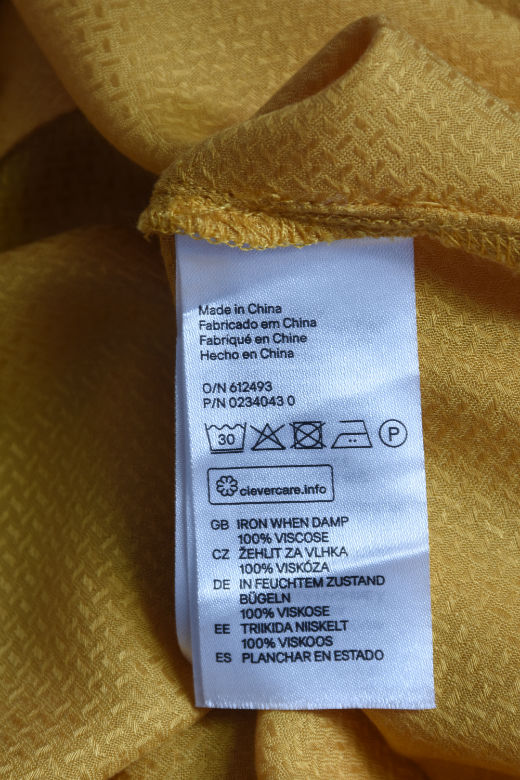 Made in China
Fabricado em China
Fabriqué en Chine
Hecho en China
O/N 612493
P/N 0234043 0
30 P
clevercare.info
GB IRON WHEN DAMP
100% VISCOSE
CZ ŽEHLIT ZA VLHKA
100% VISKÓZA
DE IN FEUCHTEM ZUSTAND
BÜGELN
100% VISKOSE
EE TRIIKIDA NIISKELT
100% VISKOOS
ES PLANCHAR EN ESTADO